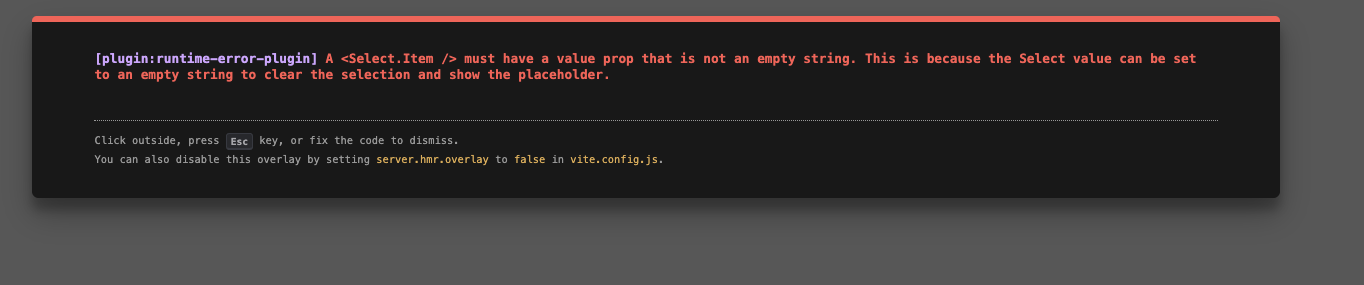 [plugin:runtime-error-plugin] A <Select.Item /> must have a value prop that is not an empty string. This is because the Select value can be set
to an empty string to clear the selection and show the placeholder.
Click outside, press Esc key, or fix the code to dismiss.
You can also disable this overlay by setting server.hmr.overlay to false in vite.config.js.